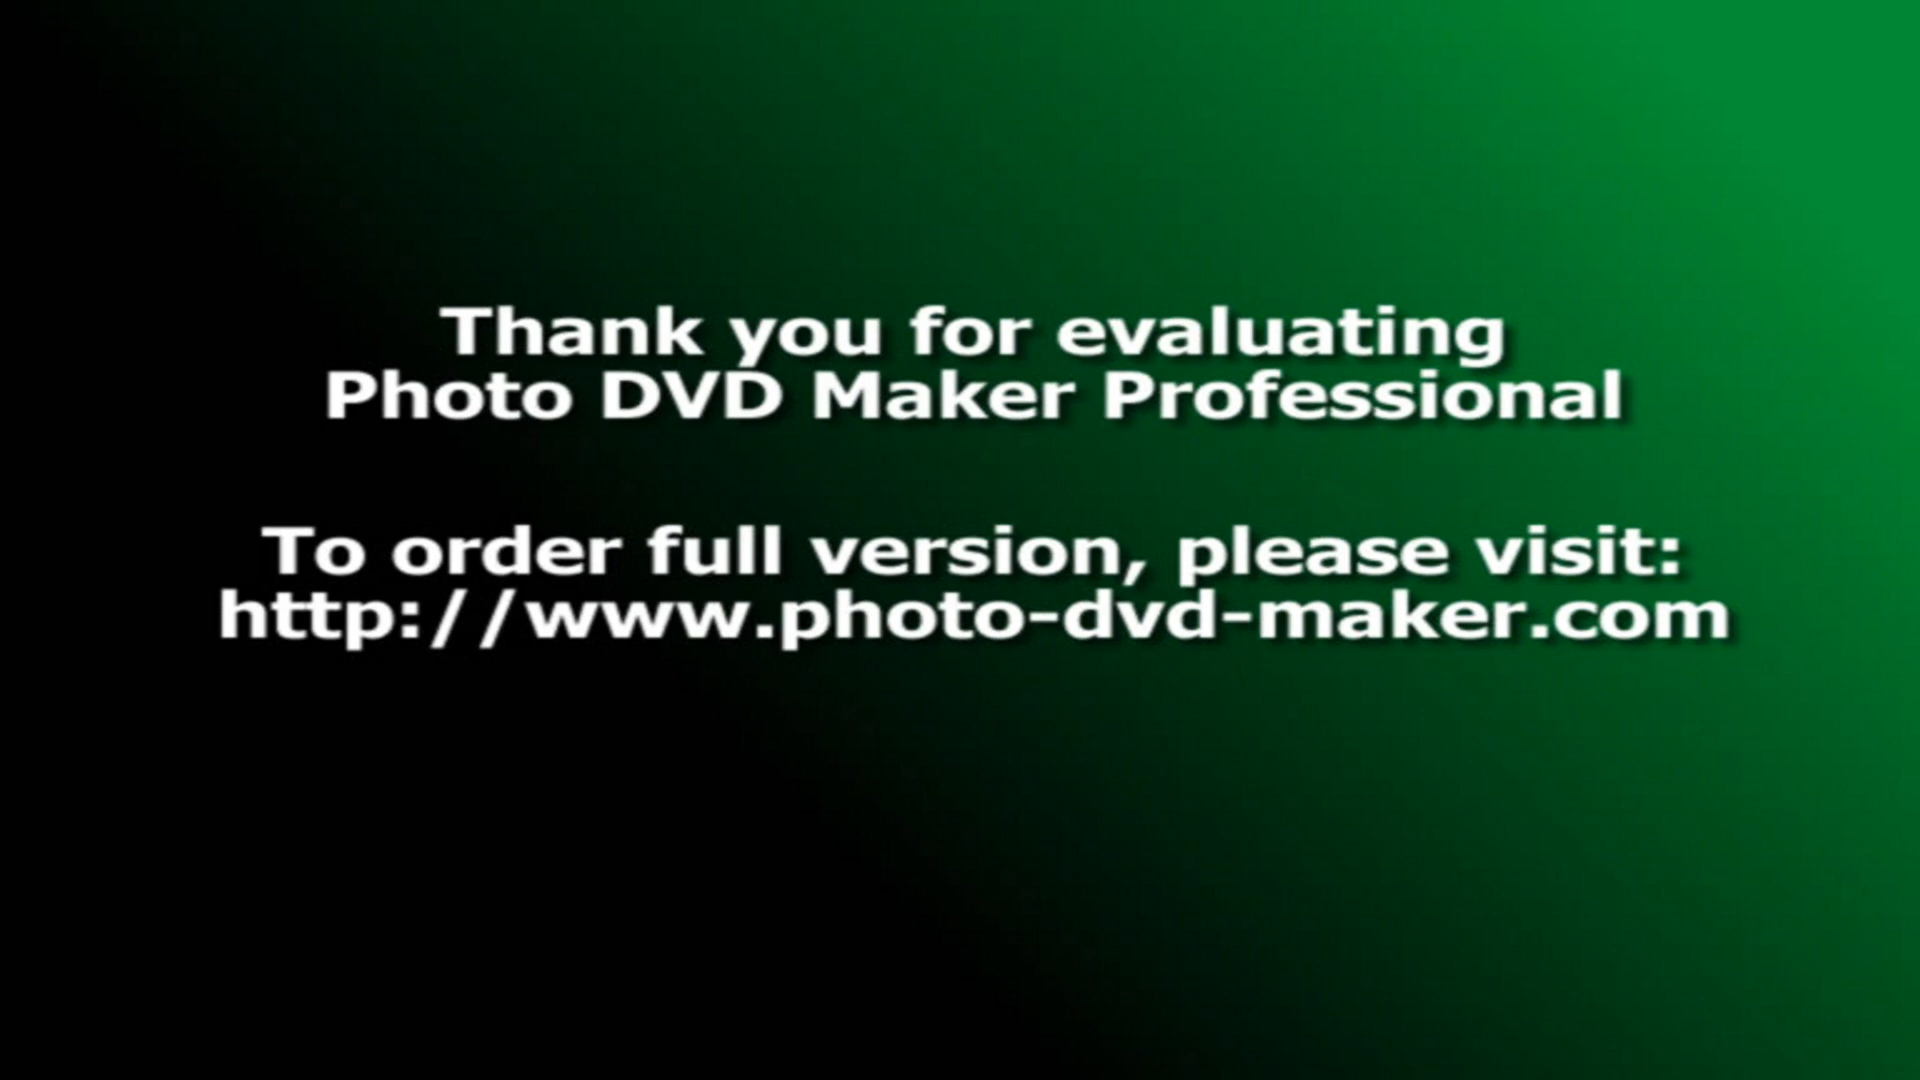 Thank you for evaluating
Photo DVD Maker Professional
To order full version, please visit:
http://www.photo-dvd-maker.com